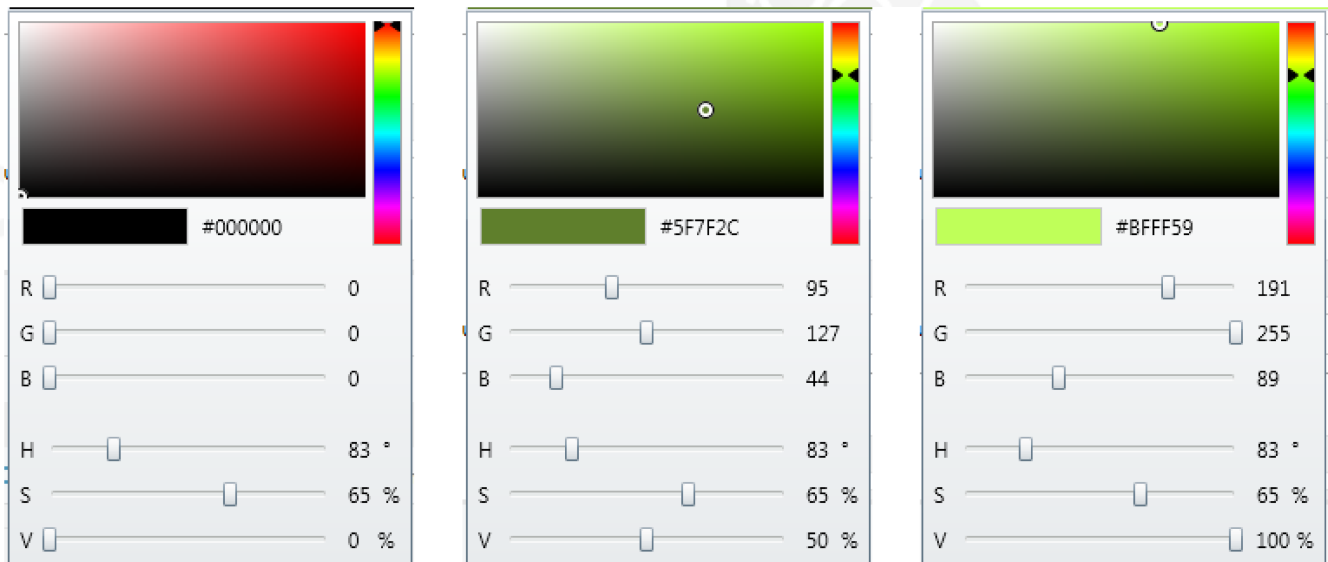 #000000
R 0
G 0
B 0
H 83 °
S 65 %
V 0 %
#5F7F2C
R 95
G 127
B 44
H 83 °
S 65 %
V 50 %
#BFFF59
R 191
G 255
B 89
H 83 °
S 65 %
V 100 %